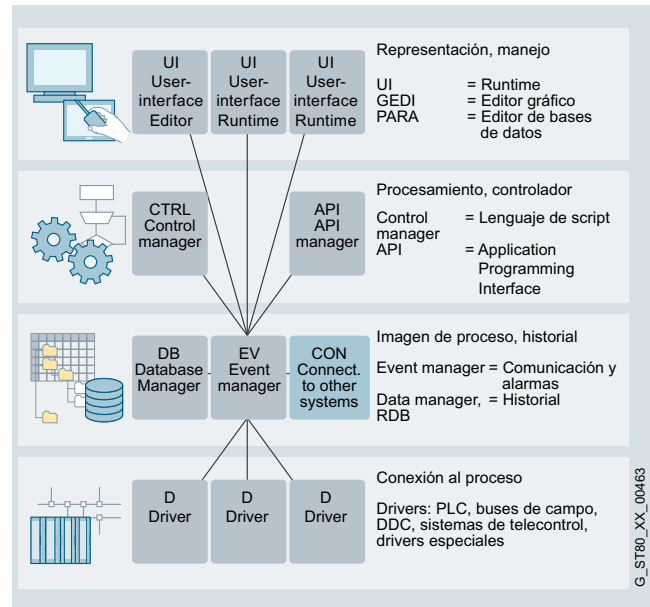 UI
User-
interface
Editor
UI
User-
interface
Runtime
UI
User-
interface
Runtime
Representación, manejo
UI = Runtime
GEDI = Editor gráfico
PARA = Editor de bases
de datos
CTRL
Control
manager
API
API
manager
Procesamiento, controlador
Control = Lenguaje de script
manager
API = Application
Programming
Interface
DB
Database
Manager
EV
Event
manager
CON
Connect.
to other
systems
Imagen de proceso, historial
Event manager = Comunicación y
alarmas
Data manager, = Historial
RDB
D
Driver
D
Driver
D
Driver
Conexión al proceso
Drivers: PLC, buses de campo,
DDC, sistemas de telecontrol,
drivers especiales
G_ST80_XX_00463